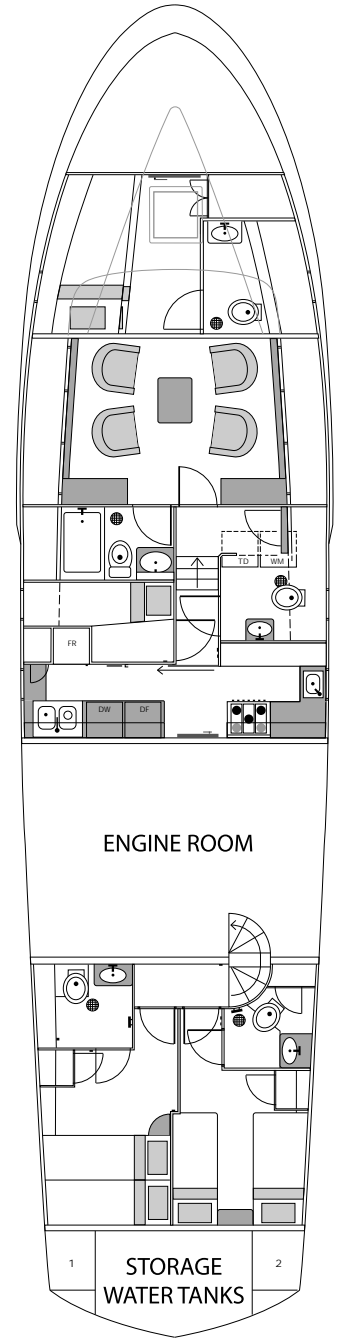 TD WM
FR
DW DF
ENGINE ROOM
1 STORAGE 2
WATER TANKS